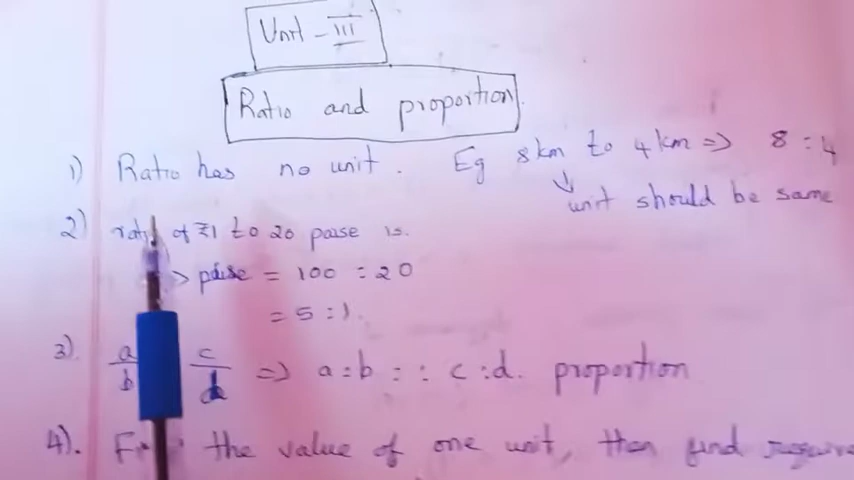 Unit - III
Ratio and proportion
1) Ratio has no unit. Eg 8 km to 4 km => 8 : 4
unit should be same
2) ratio of ₹1 to 20 paise is.
> paise = 100 : 20
= 5 : 1.
3) a/b c/d => a : b : : c : d. proportion
4). the value of one unit, then find